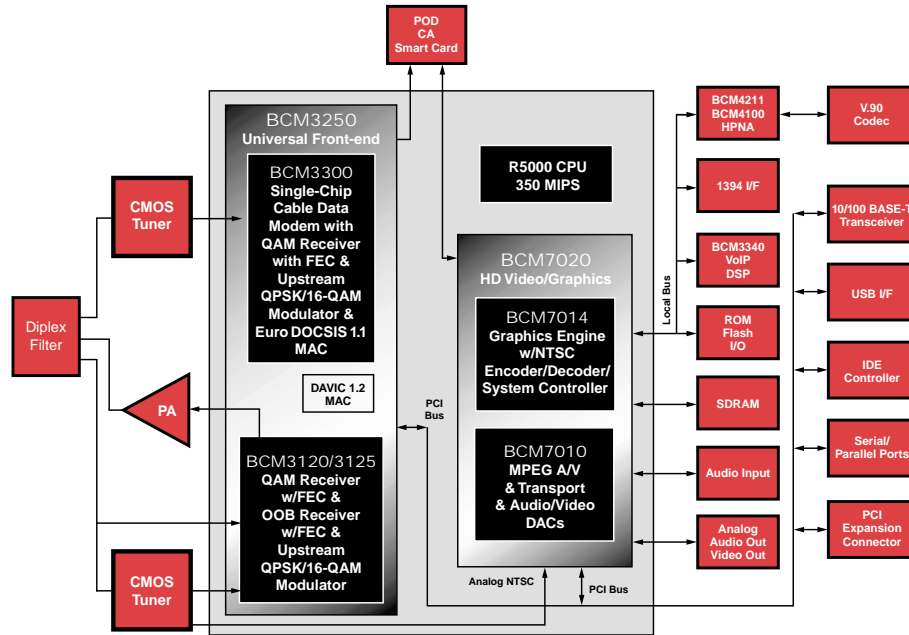 POD
CA
Smart Card
BCM3250
Universal Front-end
BCM3300
Single-Chip
Cable Data
Modem with
QAM Receiver
with FEC &
Upstream
QPSK/16-QAM
Modulator &
Euro DOCSIS 1.1
MAC
DAVIC 1.2
MAC
BCM3120/3125
QAM Receiver
w/FEC &
OOB Receiver
w/FEC &
Upstream
QPSK/16-QAM
Modulator
CMOS
Tuner
Diplex
Filter
PA
CMOS
Tuner
R5000 CPU
350 MIPS
PCI
Bus
BCM7020
HD Video/Graphics
BCM7014
Graphics Engine
w/NTSC
Encoder/Decoder/
System Controller
BCM7010
MPEG A/V
& Transport
& Audio/Video
DACs
Analog NTSC
PCI Bus
Local Bus
BCM4211
BCM4100
HPNA
1394 I/F
BCM3340
VoIP
DSP
ROM
Flash
I/O
SDRAM
Audio Input
Analog
Audio Out
Video Out
V.90
Codec
10/100 BASE-T
Transceiver
USB I/F
IDE
Controller
Serial/
Parallel Ports
PCI
Expansion
Connector